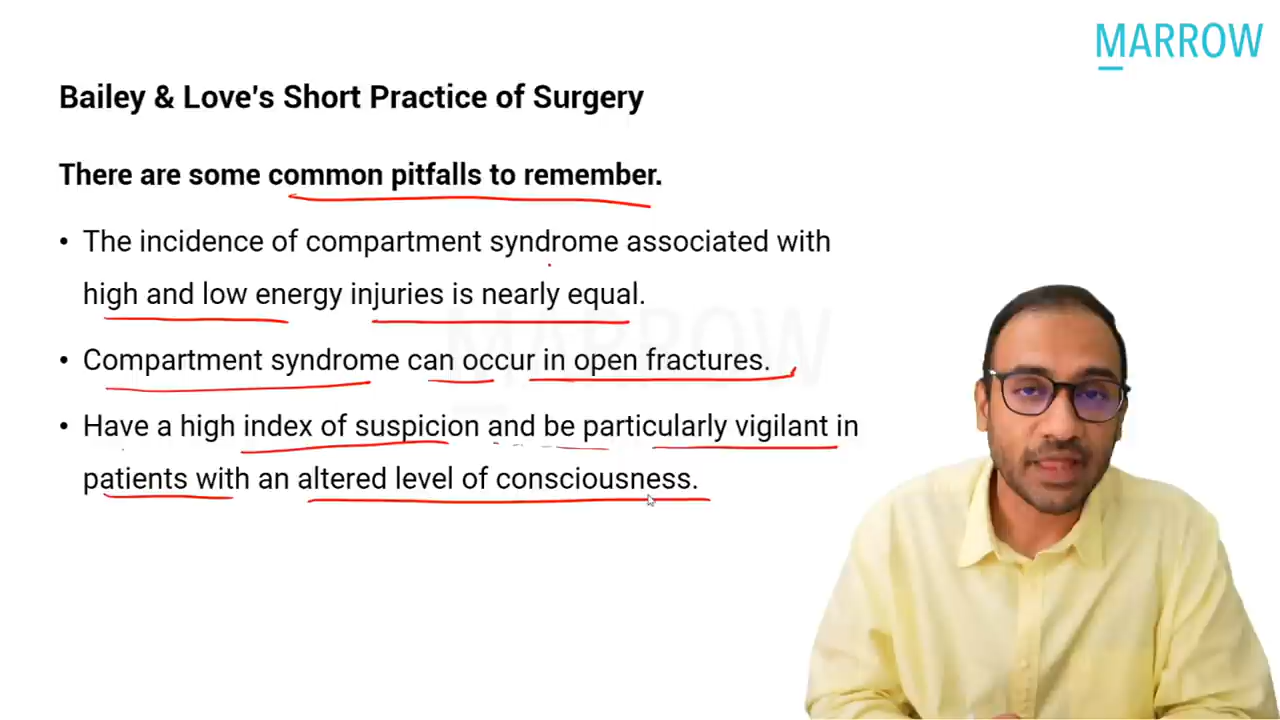 MARROW
Bailey & Love's Short Practice of Surgery
There are some common pitfalls to remember.
• The incidence of compartment syndrome associated with
high and low energy injuries is nearly equal.
MARROW
• Compartment syndrome can occur in open fractures.
• Have a high index of suspicion and be particularly vigilant in
patients with an altered level of consciousness.